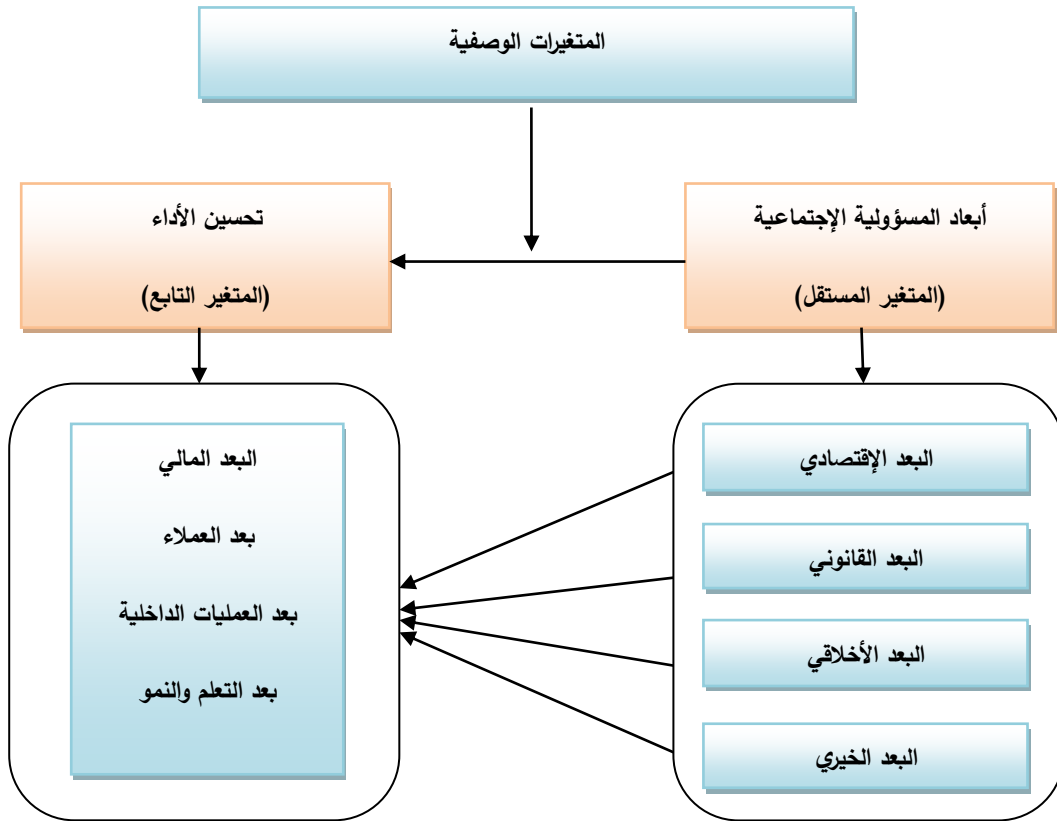 المتغيرات الوصفية
أبعاد المسؤولية الإجتماعية
(المتغير المستقل)
تحسين الأداء
(المتغير التابع)
البعد الإقتصادي
البعد القانوني
البعد الأخلاقي
البعد الخيري
البعد المالي
بعد العملاء
بعد العمليات الداخلية
بعد التعلم والنمو